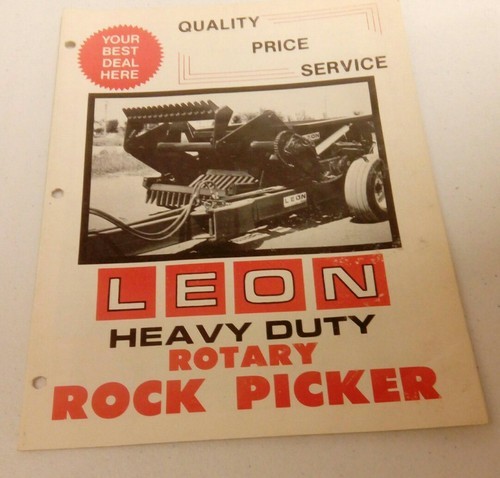 YOUR
BEST
DEAL
HERE
QUALITY
PRICE
SERVICE
LEON
LEON
HEAVY DUTY
ROTARY
ROCK PICKER